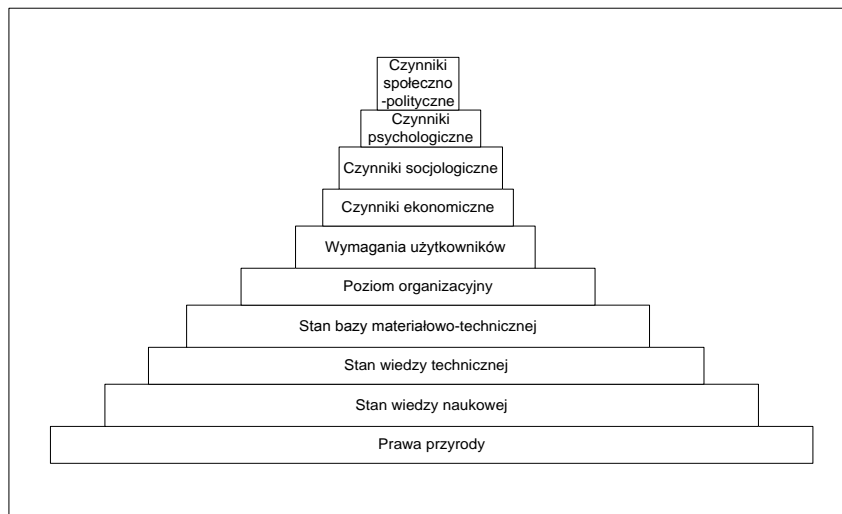 Czynniki
społeczno
-polityczne
Czynniki
psychologiczne
Czynniki socjologiczne
Czynniki ekonomiczne
Wymagania użytkowników
Poziom organizacyjny
Stan bazy materiałowo-technicznej
Stan wiedzy technicznej
Stan wiedzy naukowej
Prawa przyrody